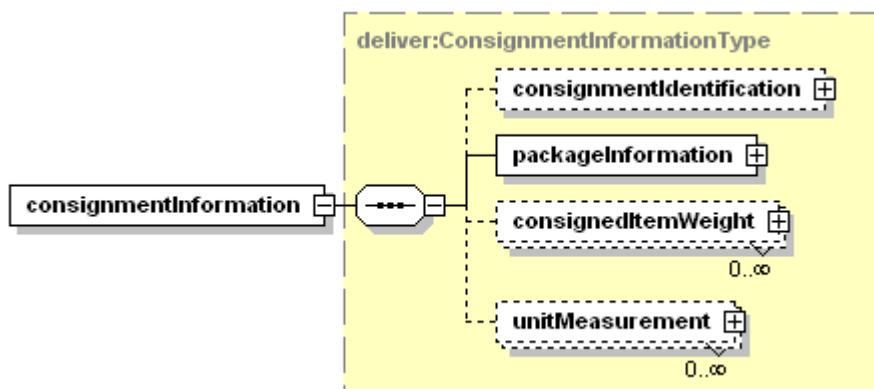 deliver:ConsignmentInformationType
consignmentIdentification
packageInformation
consignmentInformation
consignedItemWeight
0..∞
unitMeasurement
0..∞